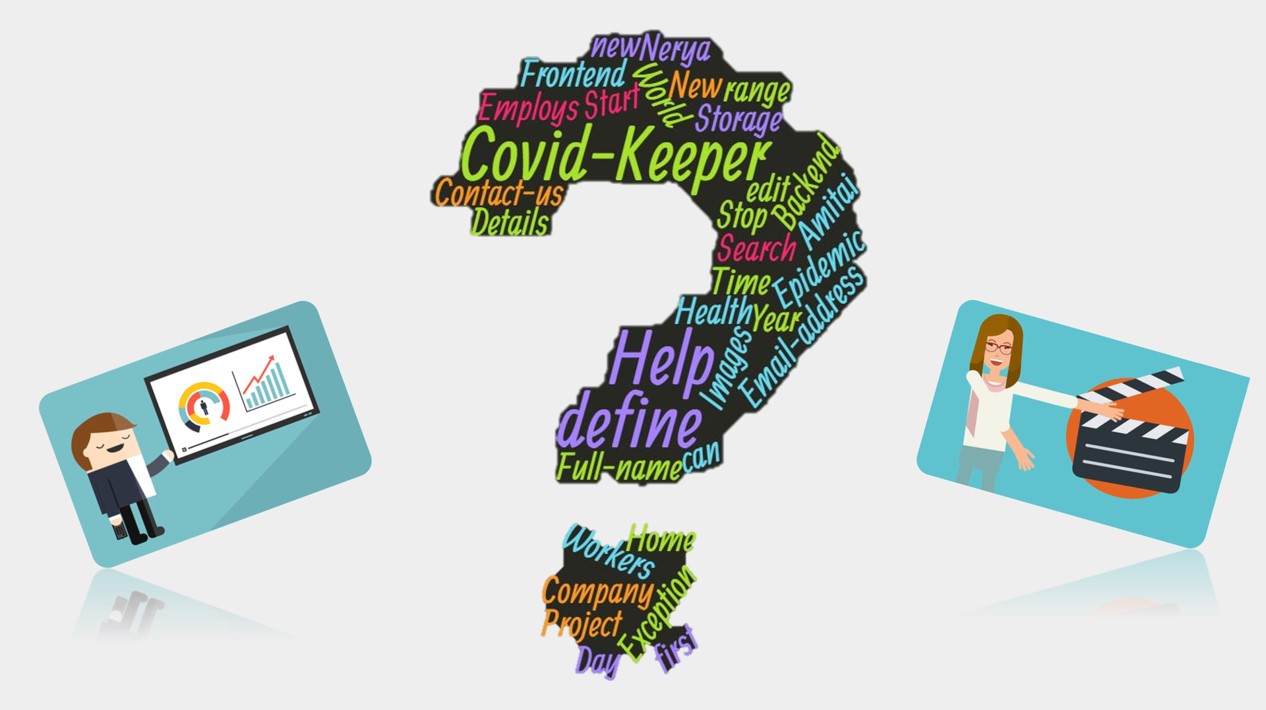 newNerya
Frontend World New range
Employs Start Storage
Covid-Keeper
Contact-us edit Backend
Details Stop Amitai
Search
Time Epidemic
Health Year Email-address
Help Images
define
Full-name can
Workers Home
Company Exception
Project
Day first